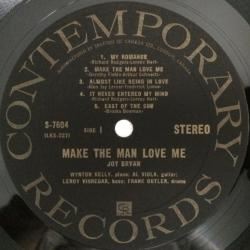 CONTEMPORARY
1. MY ROMANCE
(Richard Rodgers-Lorenz Hart)
2. MAKE THE MAN LOVE ME
(Dorothy Fields-Arthur Schwartz)
3. ALMOST LIKE BEING IN LOVE
(Alan Jay Lerner-Frederick Loewe)
4. IT NEVER ENTERED MY MIND
(Richard Rodgers-Lorenz Hart)
5. EAST OF THE SUN
(Brooks Bowman)
S-7604
(LKS-222)
SIDE 1
STEREO
MAKE THE MAN LOVE ME
JOY BRYAN
WYNTON KELLY, piano; AL VIOLA, guitar;
LEROY VINNEGAR, bass; FRANK BUTLER, drums
RECORDS